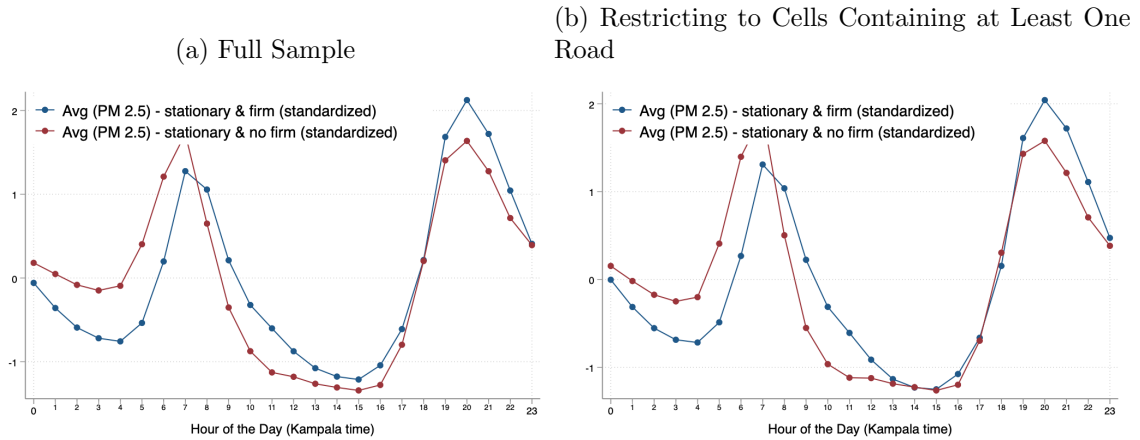 (a) Full Sample
(b) Restricting to Cells Containing at Least One
Road
2
1
0
-1
Avg (PM 2.5) - stationary & firm (standardized)
Avg (PM 2.5) - stationary & no firm (standardized)
0 1 2 3 4 5 6 7 8 9 10 11 12 13 14 15 16 17 18 19 20 21 22 23
Hour of the Day (Kampala time)
2
1
0
-1
Avg (PM 2.5) - stationary & firm (standardized)
Avg (PM 2.5) - stationary & no firm (standardized)
0 1 2 3 4 5 6 7 8 9 10 11 12 13 14 15 16 17 18 19 20 21 22 23
Hour of the Day (Kampala time)